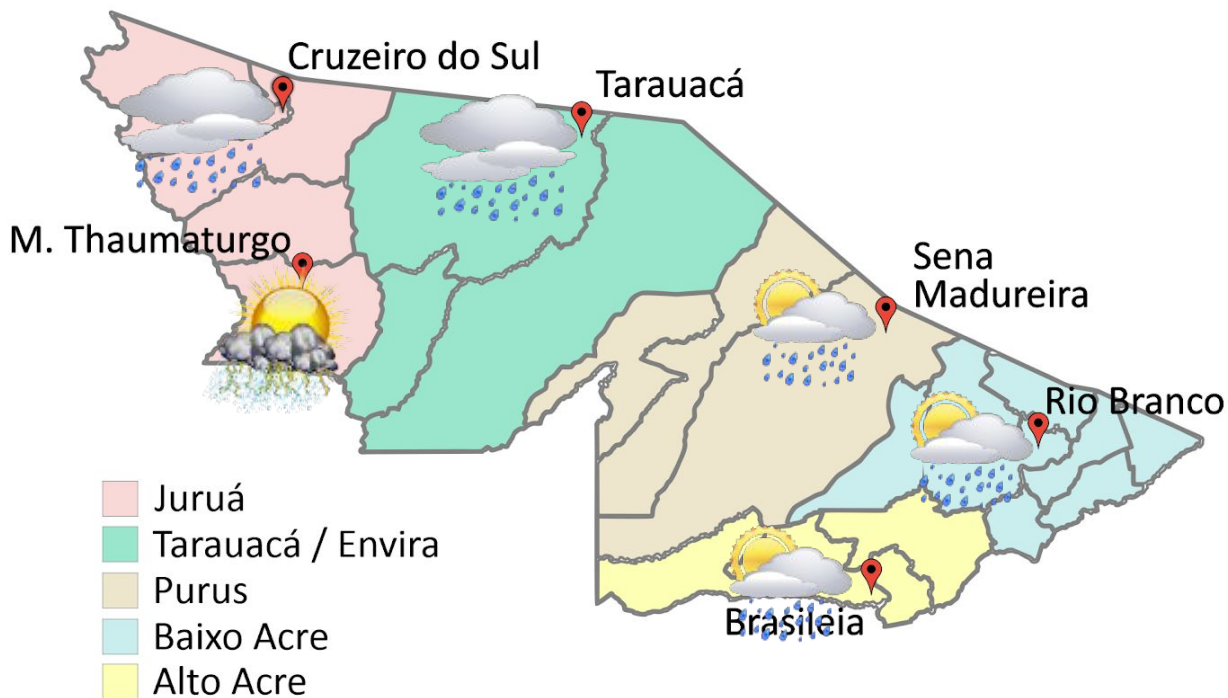 Cruzeiro do Sul
Tarauacá
M. Thaumaturgo
Sena
Madureira
Rio Branco
Brasileia
Juruá
Tarauacá / Envira
Purus
Baixo Acre
Alto Acre